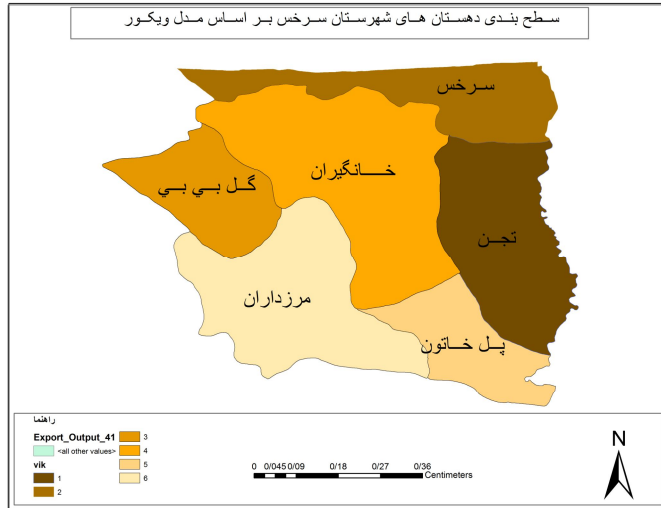 سطح بندی دهستان های شهرستان سرخس بر اساس مدل ویکور
سرخس
خانگیران
گل بي بي
تجن
مرزداران
پل خاتون
راهنما
Export_Output_41
<all other values>
vik
1
2
3
4
5
6
0 0/045 0/09 0/18 0/27 0/36
Centimeters
N